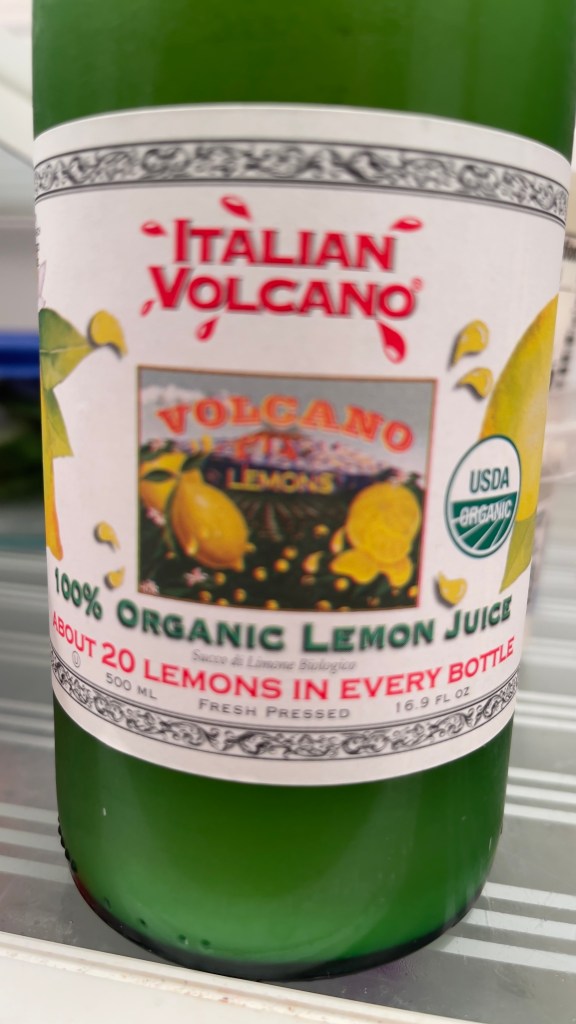 ITALIAN
VOLCANO®
VOLCANO
LEMONS
USDA
ORGANIC
100% ORGANIC LEMON JUICE
Succo di Limone Biologico
ABOUT 20 LEMONS IN EVERY BOTTLE
500 ML
FRESH PRESSED
16.9 FL OZ